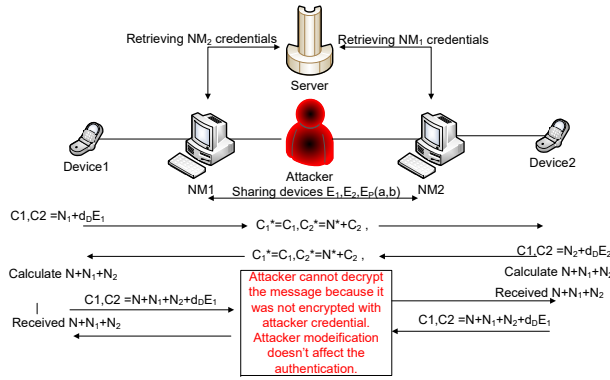 Retrieving NM2 credentials
Retrieving NM1 credentials
Server
Device1
NM1
Attacker
NM2
Device2
Sharing devices E1,E2,EP(a,b)
C1,C2 =N1+dDE1
C1*=C1,C2*=N*+C2 ,
C1*=C1,C2*=N*+C2 ,
C1,C2 =N2+dDE2
Calculate N+N1+N2
Calculate N+N1+N2
C1,C2 =N+N1+N2+dDE1
Received N+N1+N2
Attacker cannot decrypt
the message because it
was not encrypted with
attacker credential.
Attacker modeification
doesn't affect the
authentication.
Received N+N1+N2
C1,C2 =N+N1+N2+dDE1